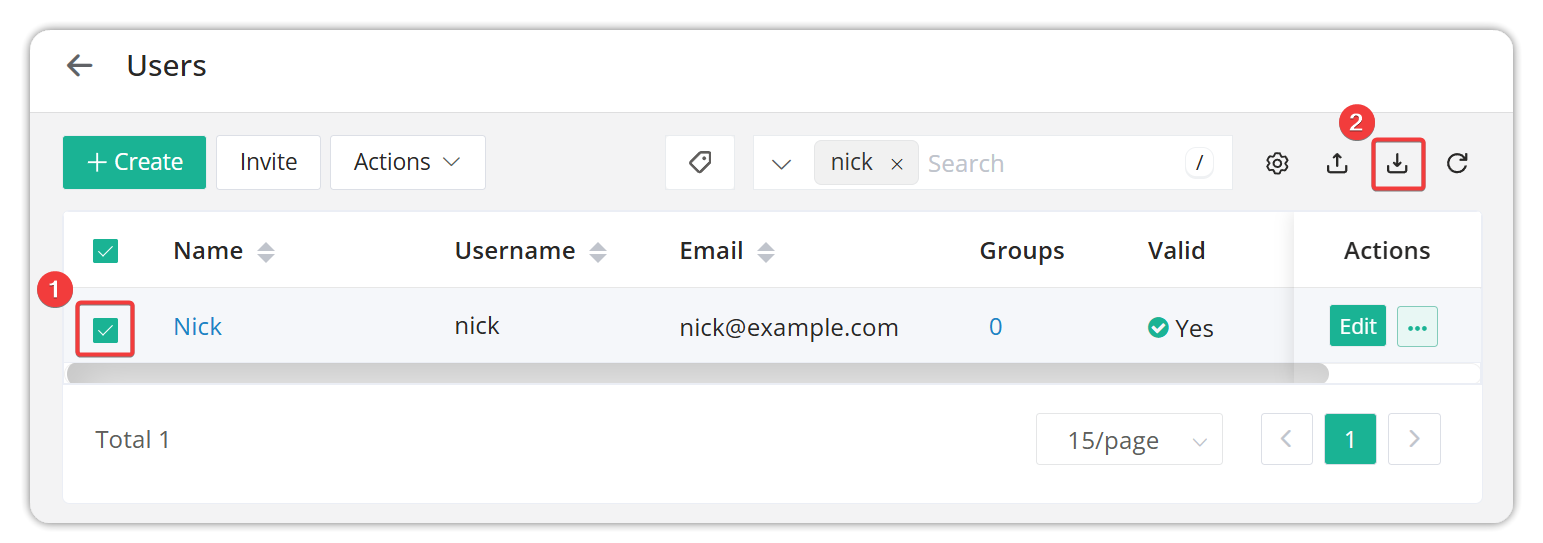 Users
2
+ Create Invite Actions nick × Search /
Name Username Email Groups Valid Actions
1
Nick nick nick@example.com 0 Yes Edit ...
Total 1 15/page 1